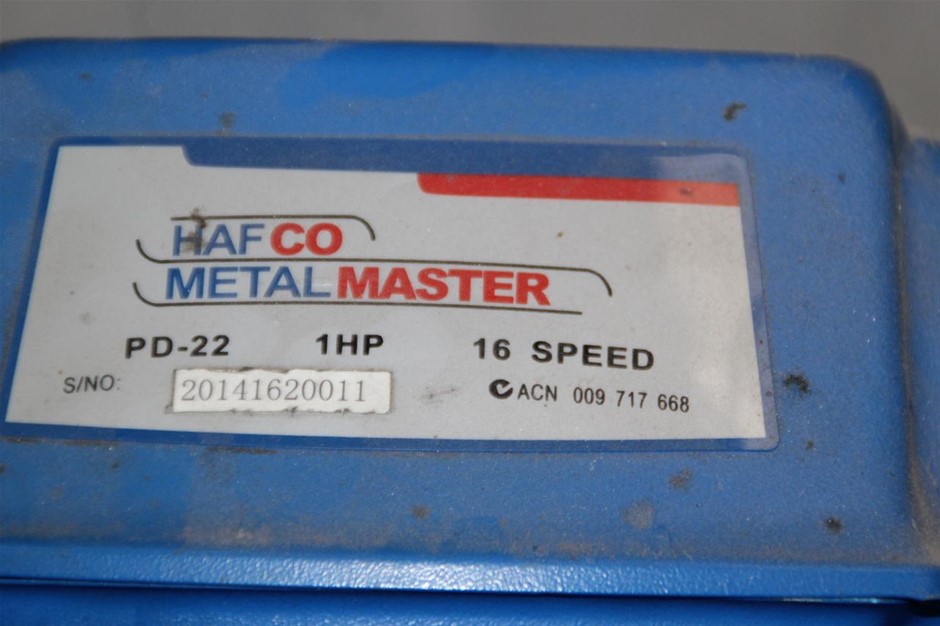 HAFCO
METALMASTER
PD-22 1HP 16 SPEED
S/NO: 20141620011 ACN 009 717 668